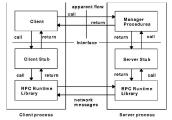 apparent flow
Client
call
return
Manager
Procedures
call
return
Interface
return
call
Client Stub
Server Stub
call
return
return
call
RPC Runtime
Library
RPC Runtime
Library
network
messages
Client process
Server process